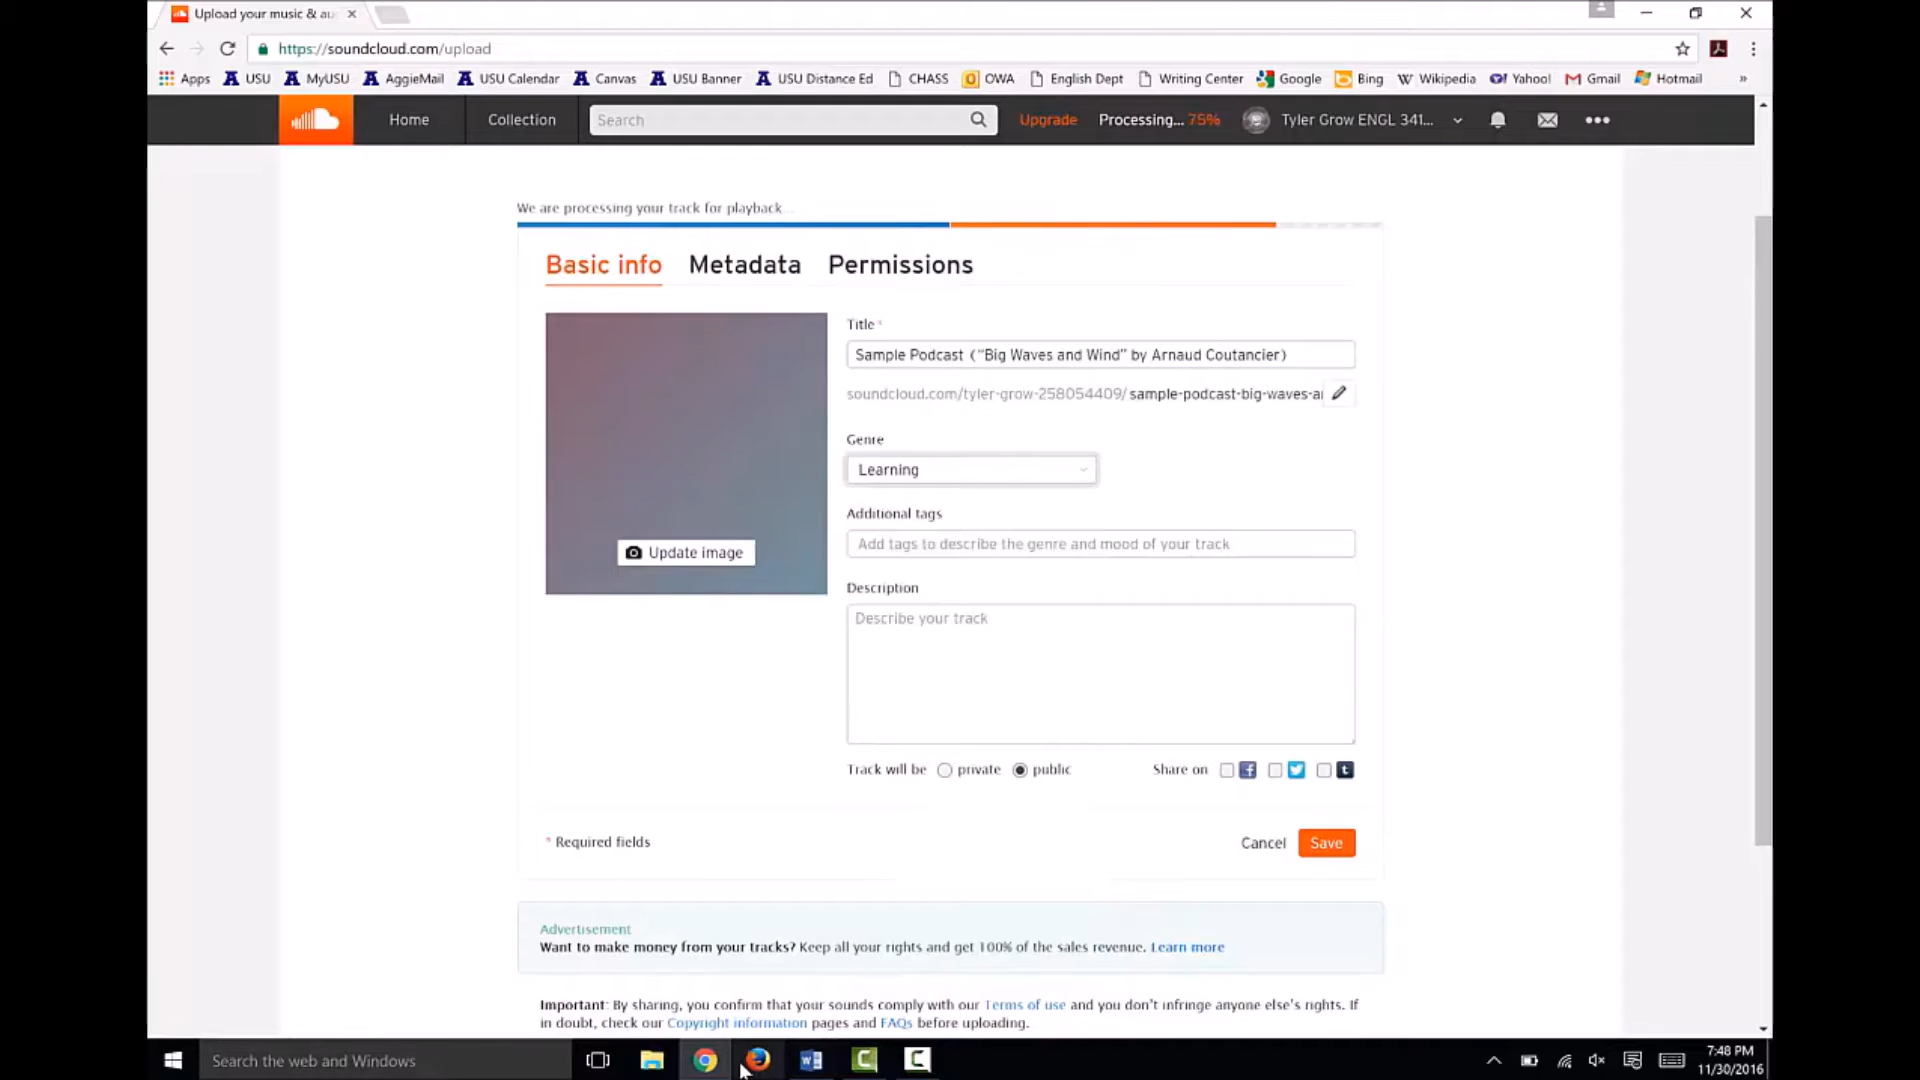 Upload your music & au
https://soundcloud.com/upload
Apps USU MyUSU AggieMail USU Calendar Canvas USU Banner USU Distance Ed CHASS OWA English Dept Writing Center Google Bing Wikipedia Yahoo! Gmail Hotmail »
Home Collection Search Upgrade Processing... 75% Tyler Grow ENGL 341...
We are processing your track for playback...
Basic info Metadata Permissions
Title *
Sample Podcast (“Big Waves and Wind” by Arnaud Coutancier)
soundcloud.com/tyler-grow-258054409/ sample-podcast-big-waves-a
Genre
Learning
Additional tags
Add tags to describe the genre and mood of your track
Update image
Description
Describe your track
Track will be private public Share on
* Required fields
Cancel Save
Advertisement
Want to make money from your tracks? Keep all your rights and get 100% of the sales revenue. Learn more
Important: By sharing, you confirm that your sounds comply with our Terms of use and you don't infringe anyone else's rights. If
in doubt, check our Copyright information pages and FAQs before uploading.
Search the web and Windows
7:48 PM
11/30/2016